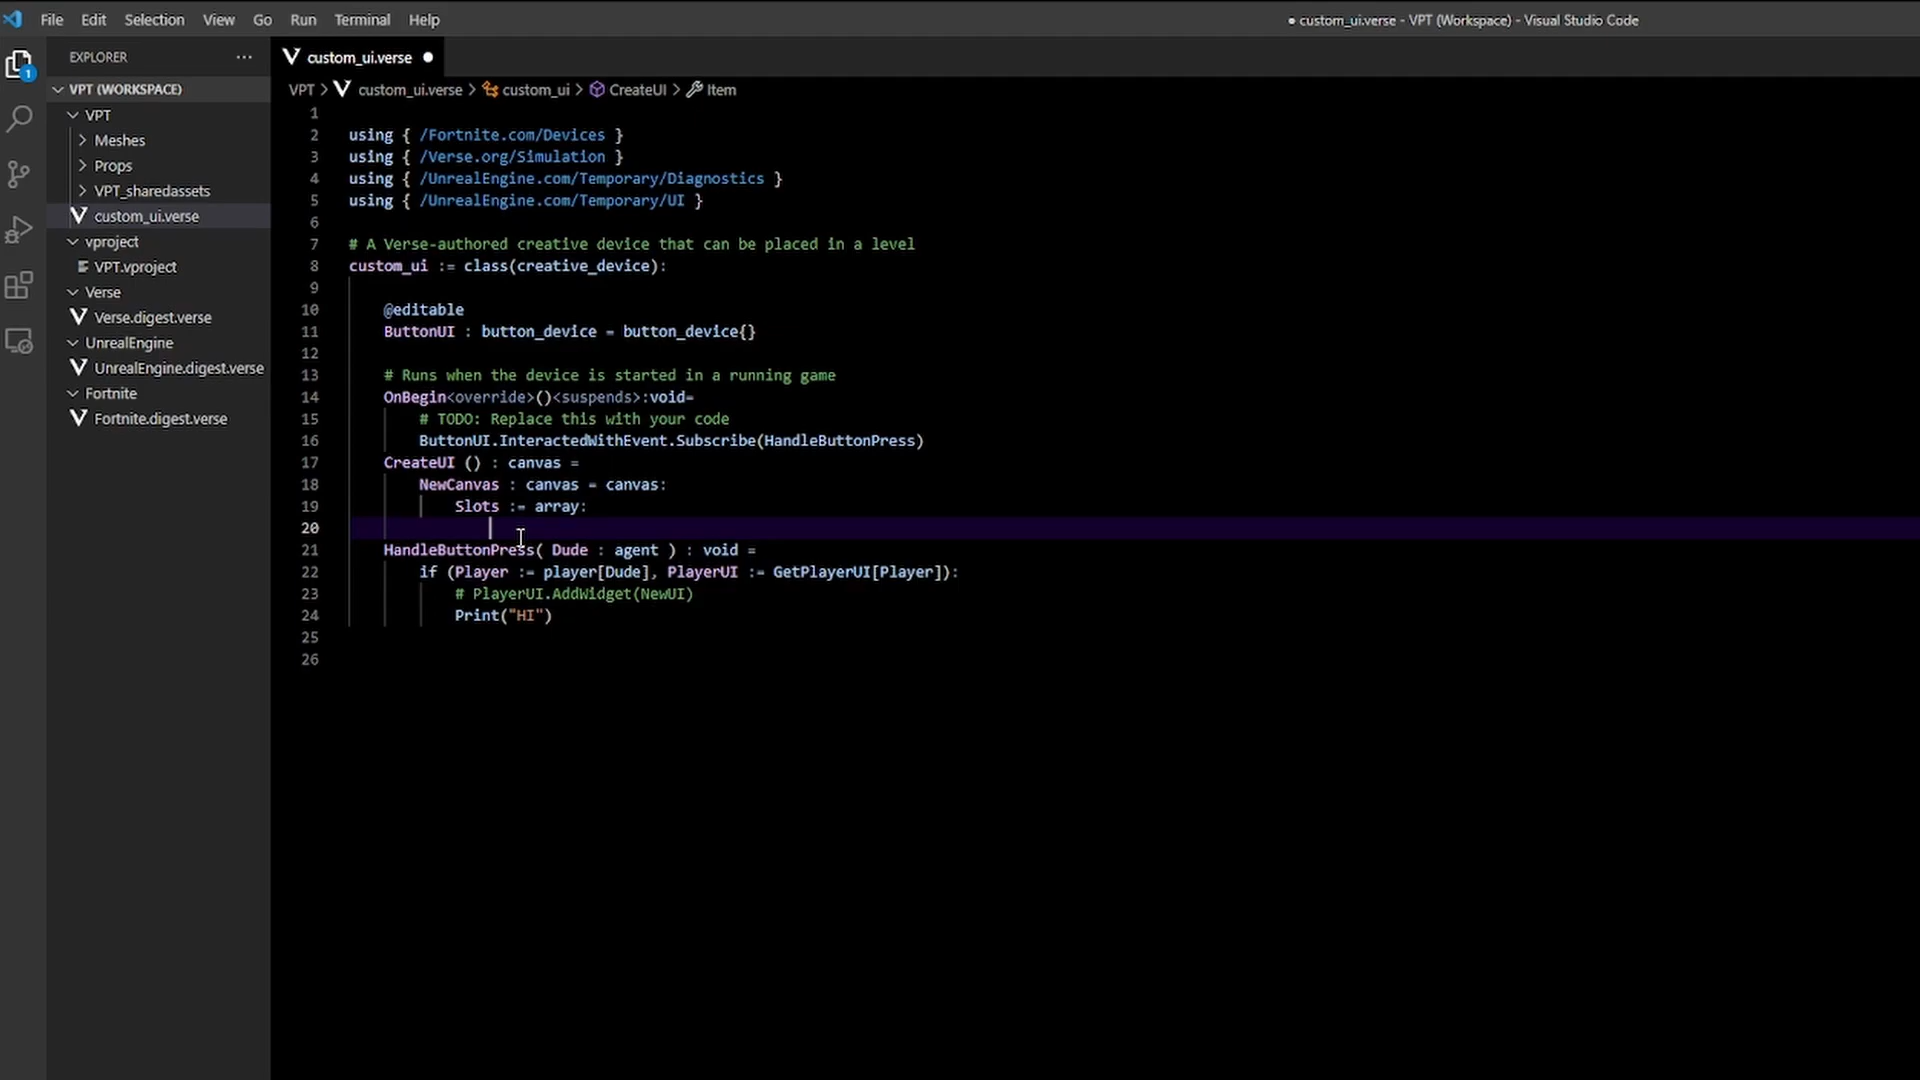 File Edit Selection View Go Run Terminal Help
● custom_ui.verse - VPT (Workspace) - Visual Studio Code
EXPLORER ···
custom_ui.verse
1
VPT (WORKSPACE)
VPT > custom_ui.verse > custom_ui > CreateUI > Item
VPT
Meshes
Props
VPT_sharedassets
custom_ui.verse
vproject
VPT.vproject
Verse
Verse.digest.verse
UnrealEngine
UnrealEngine.digest.verse
Fortnite
Fortnite.digest.verse
1
2 using { /Fortnite.com/Devices }
3 using { /Verse.org/Simulation }
4 using { /UnrealEngine.com/Temporary/Diagnostics }
5 using { /UnrealEngine.com/Temporary/UI }
6
7 # A Verse-authored creative device that can be placed in a level
8 custom_ui := class(creative_device):
9
10 @editable
11 ButtonUI : button_device = button_device{}
12
13 # Runs when the device is started in a running game
14 OnBegin<override>()<suspends>:void=
15 # TODO: Replace this with your code
16 ButtonUI.InteractedWithEvent.Subscribe(HandleButtonPress)
17 CreateUI () : canvas =
18 NewCanvas : canvas = canvas:
19 Slots := array:
20
21 HandleButtonPress( Dude : agent ) : void =
22 if (Player := player[Dude], PlayerUI := GetPlayerUI[Player]):
23 # PlayerUI.AddWidget(NewUI)
24 Print("HI")
25
26